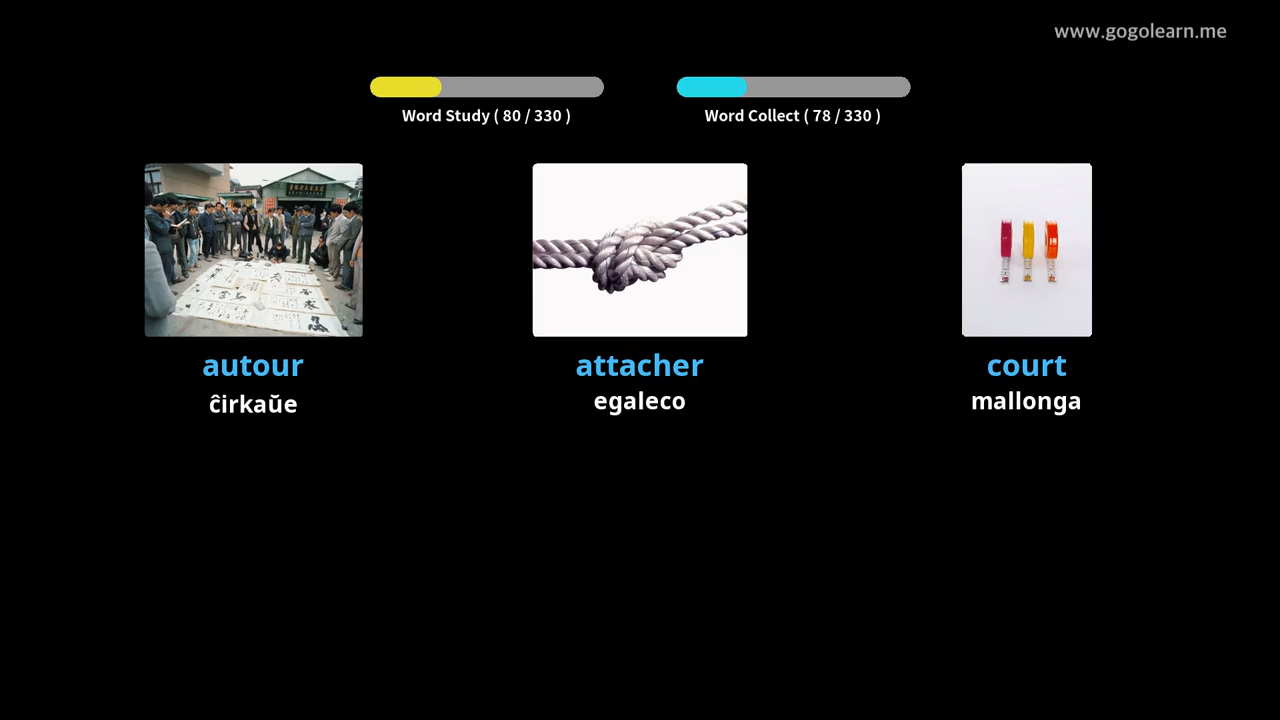 www.gogolearn.me
Word Study ( 80 / 330 )
Word Collect ( 78 / 330 )
autour
attacher
court
ĉirkaŭe
egaleco
mallonga